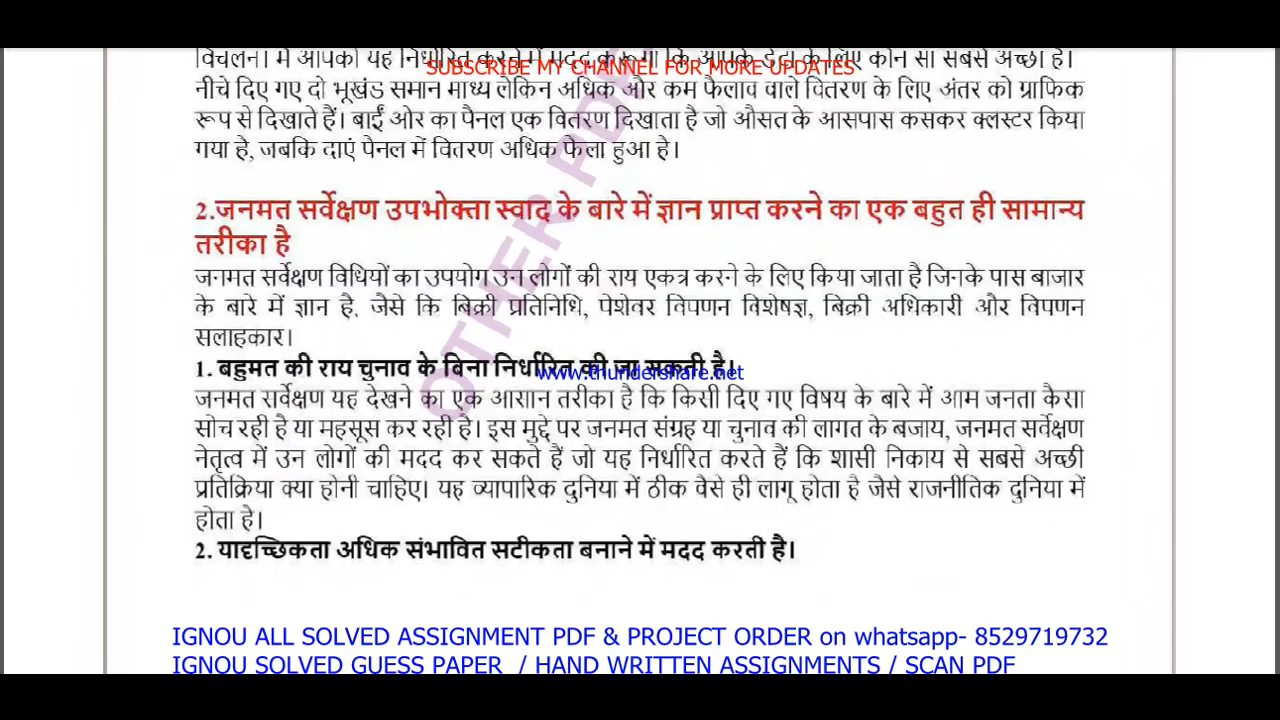 विचलन। मैं आपको यह निर्धारित करने में मदद करूंगा कि आपके डेटा के लिए कौन सा सबसे अच्छा है।
SUBSCRIBE MY CHANNEL FOR MORE UPDATES
नीचे दिए गए दो भूखंड समान माध्य लेकिन अधिक और कम फैलाव वाले वितरण के लिए अंतर को ग्राफिक
रूप से दिखाते हैं। बाईं ओर का पैनल एक वितरण दिखाता है जो औसत के आसपास कसकर क्लस्टर किया
गया है, जबकि दाएं पैनल में वितरण अधिक फैला हुआ है।
2.जनमत सर्वेक्षण उपभोक्ता स्वाद के बारे में ज्ञान प्राप्त करने का एक बहुत ही सामान्य
तरीका है
जनमत सर्वेक्षण विधियों का उपयोग उन लोगों की राय एकत्र करने के लिए किया जाता है जिनके पास बाजार
के बारे में ज्ञान है, जैसे कि बिक्री प्रतिनिधि, पेशेवर विपणन विशेषज्ञ, बिक्री अधिकारी और विपणन
सलाहकार।
1. बहुमत की राय चुनाव के बिना निर्धारित की जा सकती है।
www.thundershare.net
जनमत सर्वेक्षण यह देखने का एक आसान तरीका है कि किसी दिए गए विषय के बारे में आम जनता कैसा
सोच रही है या महसूस कर रही है। इस मुद्दे पर जनमत संग्रह या चुनाव की लागत के बजाय, जनमत सर्वेक्षण
नेतृत्व में उन लोगों की मदद कर सकते हैं जो यह निर्धारित करते हैं कि शासी निकाय से सबसे अच्छी
प्रतिक्रिया क्या होनी चाहिए। यह व्यापारिक दुनिया में ठीक वैसे ही लागू होता है जैसे राजनीतिक दुनिया में
होता है।
2. यादृच्छिकता अधिक संभावित सटीकता बनाने में मदद करती है।
OTHER PDF
IGNOU ALL SOLVED ASSIGNMENT PDF & PROJECT ORDER on whatsapp- 8529719732
IGNOU SOLVED GUESS PAPER / HAND WRITTEN ASSIGNMENTS / SCAN PDF